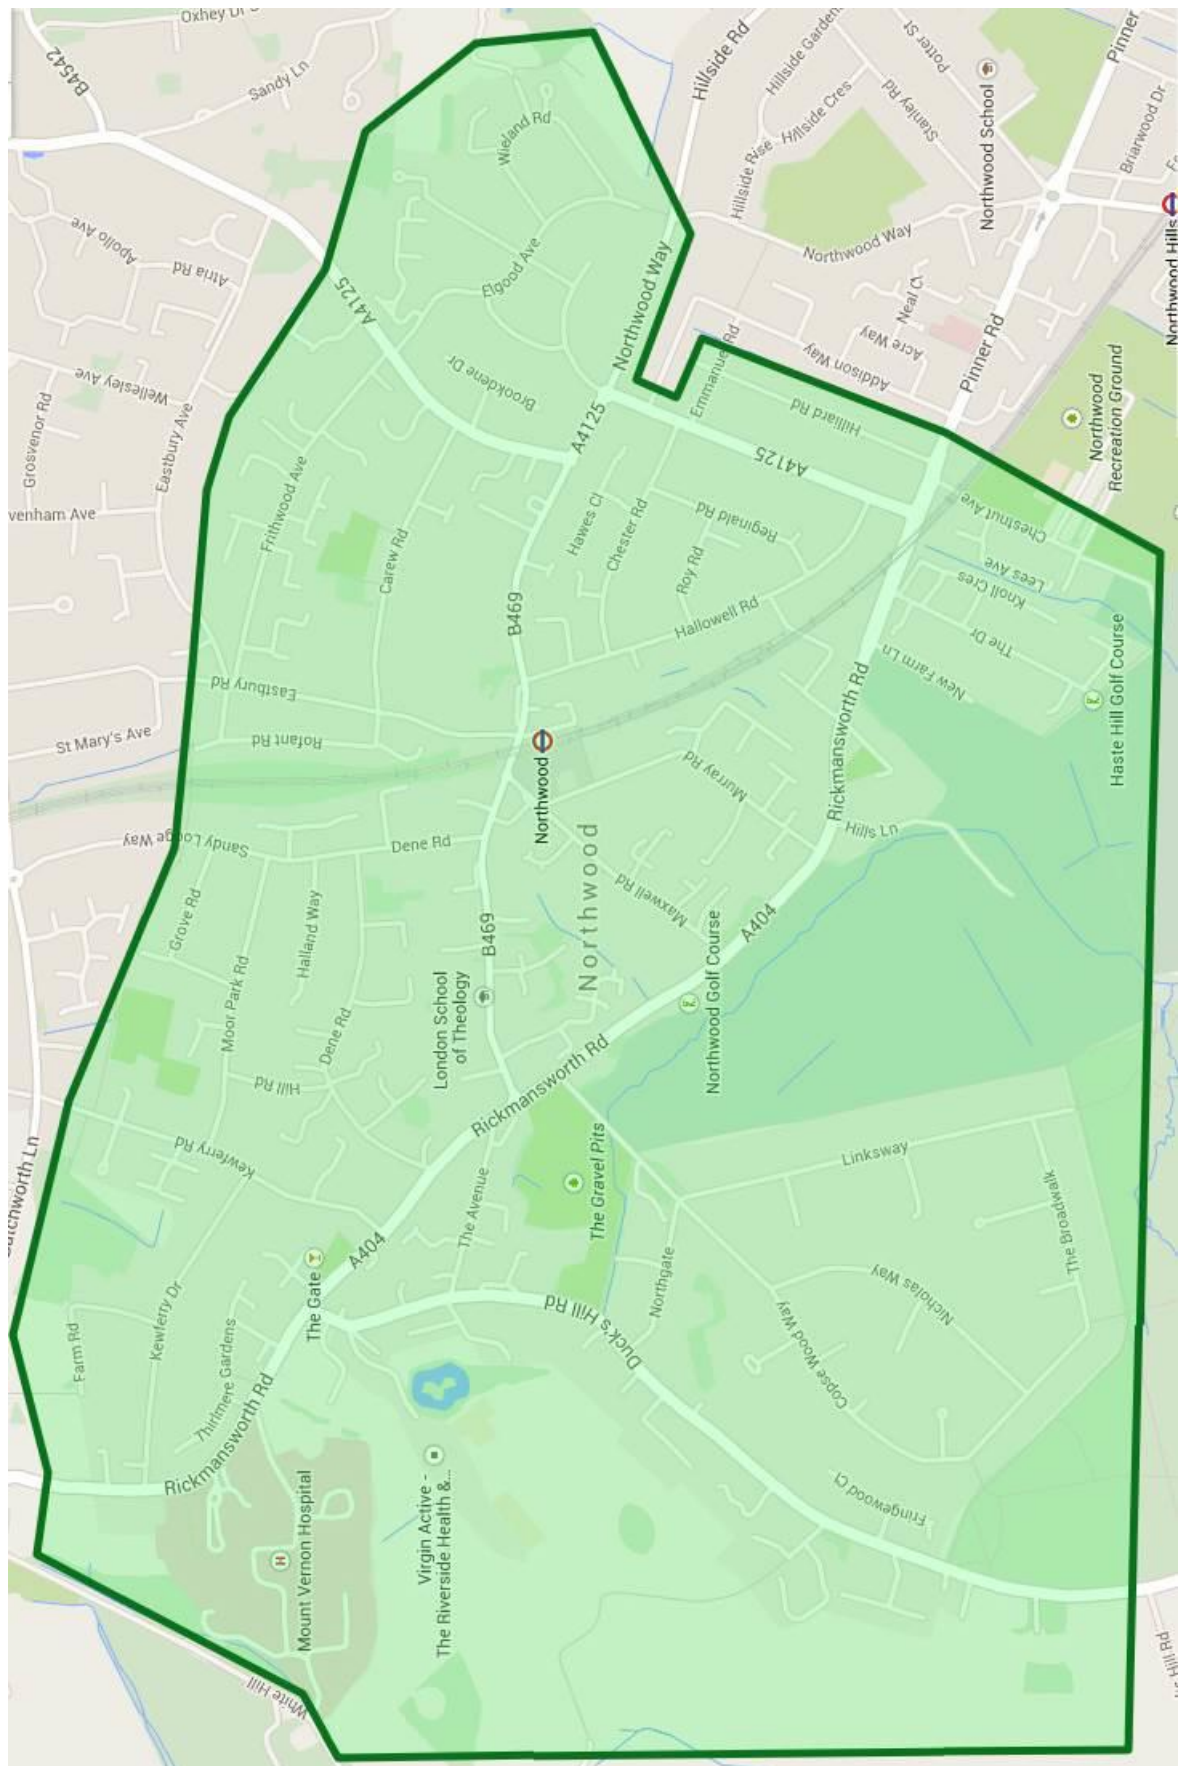 Oxhey Dr
B4542
Sandy Ln
Hillside Rd
Hillside Gardens
Potter St
Pinner
Wieland Rd
Hillside Rise
Hillside Cres
Stanley Rd
Northwood School
Briarwood Dr
Apollo Ave
Atria Rd
A4125
Elgood Ave
Northwood Way
Northwood Way
Northwood Hills
Neal Cl
Acre Way
Addison Way
Pinner Rd
Wellesley Ave
Grosvenor Rd
Eastbury Ave
Brookdene Dr
Emmanuel Rd
Hilliard Rd
Northwood
Recreation Ground
A4125
A4125
venham Ave
Frithwood Ave
Carew Rd
Hawes Cl
Chester Rd
Reginald Rd
Chestnut Ave
Roy Rd
Lees Ave
Knoll Cres
B469
Hallowell Rd
The Dr
New Farm Ln
Haste Hill Golf Course
Eastbury Rd
Rofant Rd
St Mary's Ave
Northwood
Murray Rd
Rickmansworth Rd
Hills Ln
Sandy Lodge Way
Dene Rd
Northwood
Maxwell Rd
Grove Rd
Halland Way
B469
A404
Moor Park Rd
London School
of Theology
Northwood Golf Course
Dene Rd
Hill Rd
Rickmansworth Rd
Kewferry Rd
The Gravel Pits
Linksway
The Avenue
The Broadwalk
A404
The Gate
Northgate
Nicholas Way
Kewferry Dr
Farm Rd
Duck's Hill Rd
Copse Wood Way
Thirlmere Gardens
Rickmansworth Rd
Mount Vernon Hospital
Virgin Active -
The Riverside Health &...
Fringewood Cl
White Hill